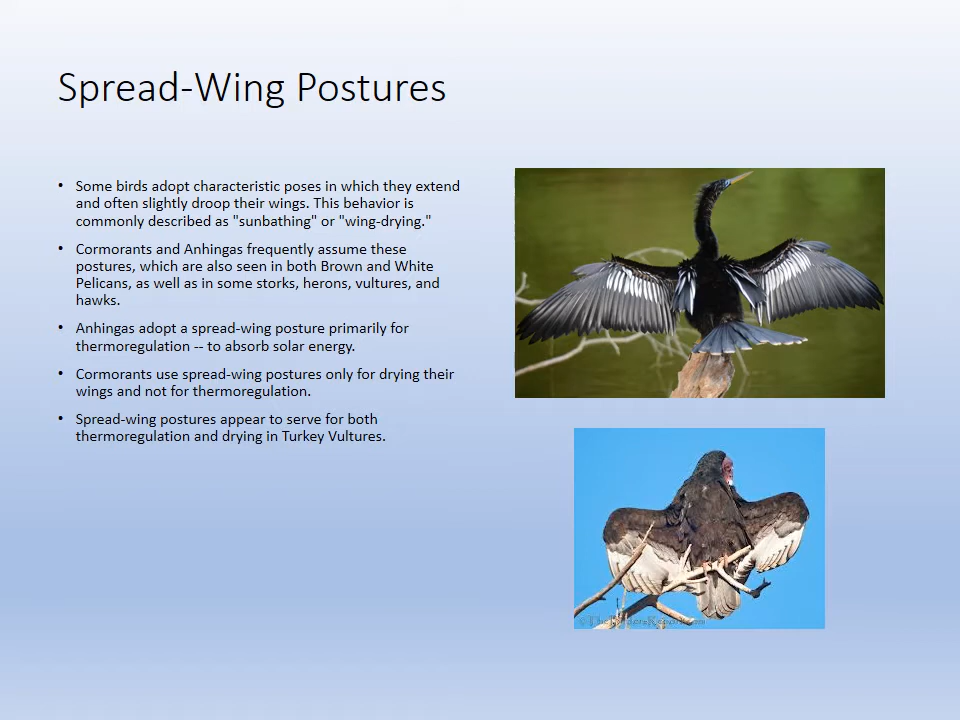 Spread-Wing Postures
• Some birds adopt characteristic poses in which they extend
and often slightly droop their wings. This behavior is
commonly described as "sunbathing" or "wing-drying."
• Cormorants and Anhingas frequently assume these
postures, which are also seen in both Brown and White
Pelicans, as well as in some storks, herons, vultures, and
hawks.
• Anhingas adopt a spread-wing posture primarily for
thermoregulation -- to absorb solar energy.
• Cormorants use spread-wing postures only for drying their
wings and not for thermoregulation.
• Spread-wing postures appear to serve for both
thermoregulation and drying in Turkey Vultures.